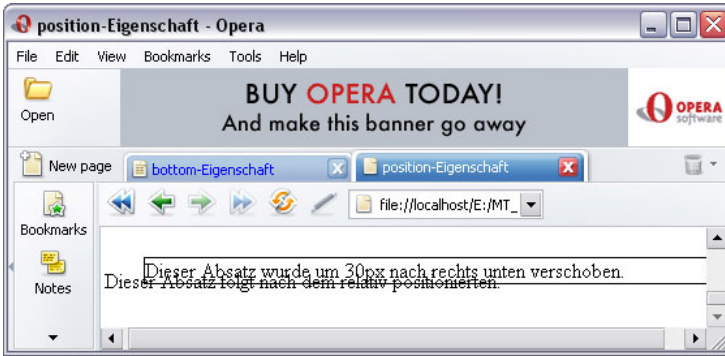 position-Eigenschaft - Opera
File Edit View Bookmarks Tools Help
Open
BUY OPERA TODAY!
And make this banner go away
OPERA
software
New page
bottom-Eigenschaft
position-Eigenschaft
Bookmarks
file://localhost/E:/MT_
Notes
Dieser Absatz wurde um 30px nach rechts unten verschoben.
Dieser Absatz folgt nach dem relativ positionierten.